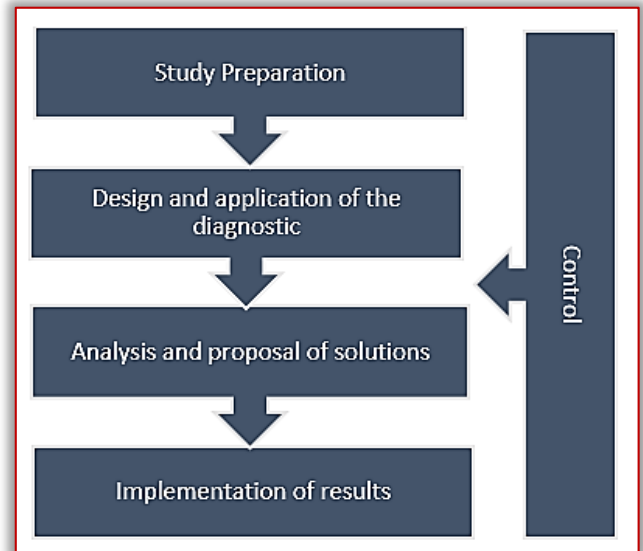 Study Preparation
Design and application of the
diagnostic
Analysis and proposal of solutions
Implementation of results
Control